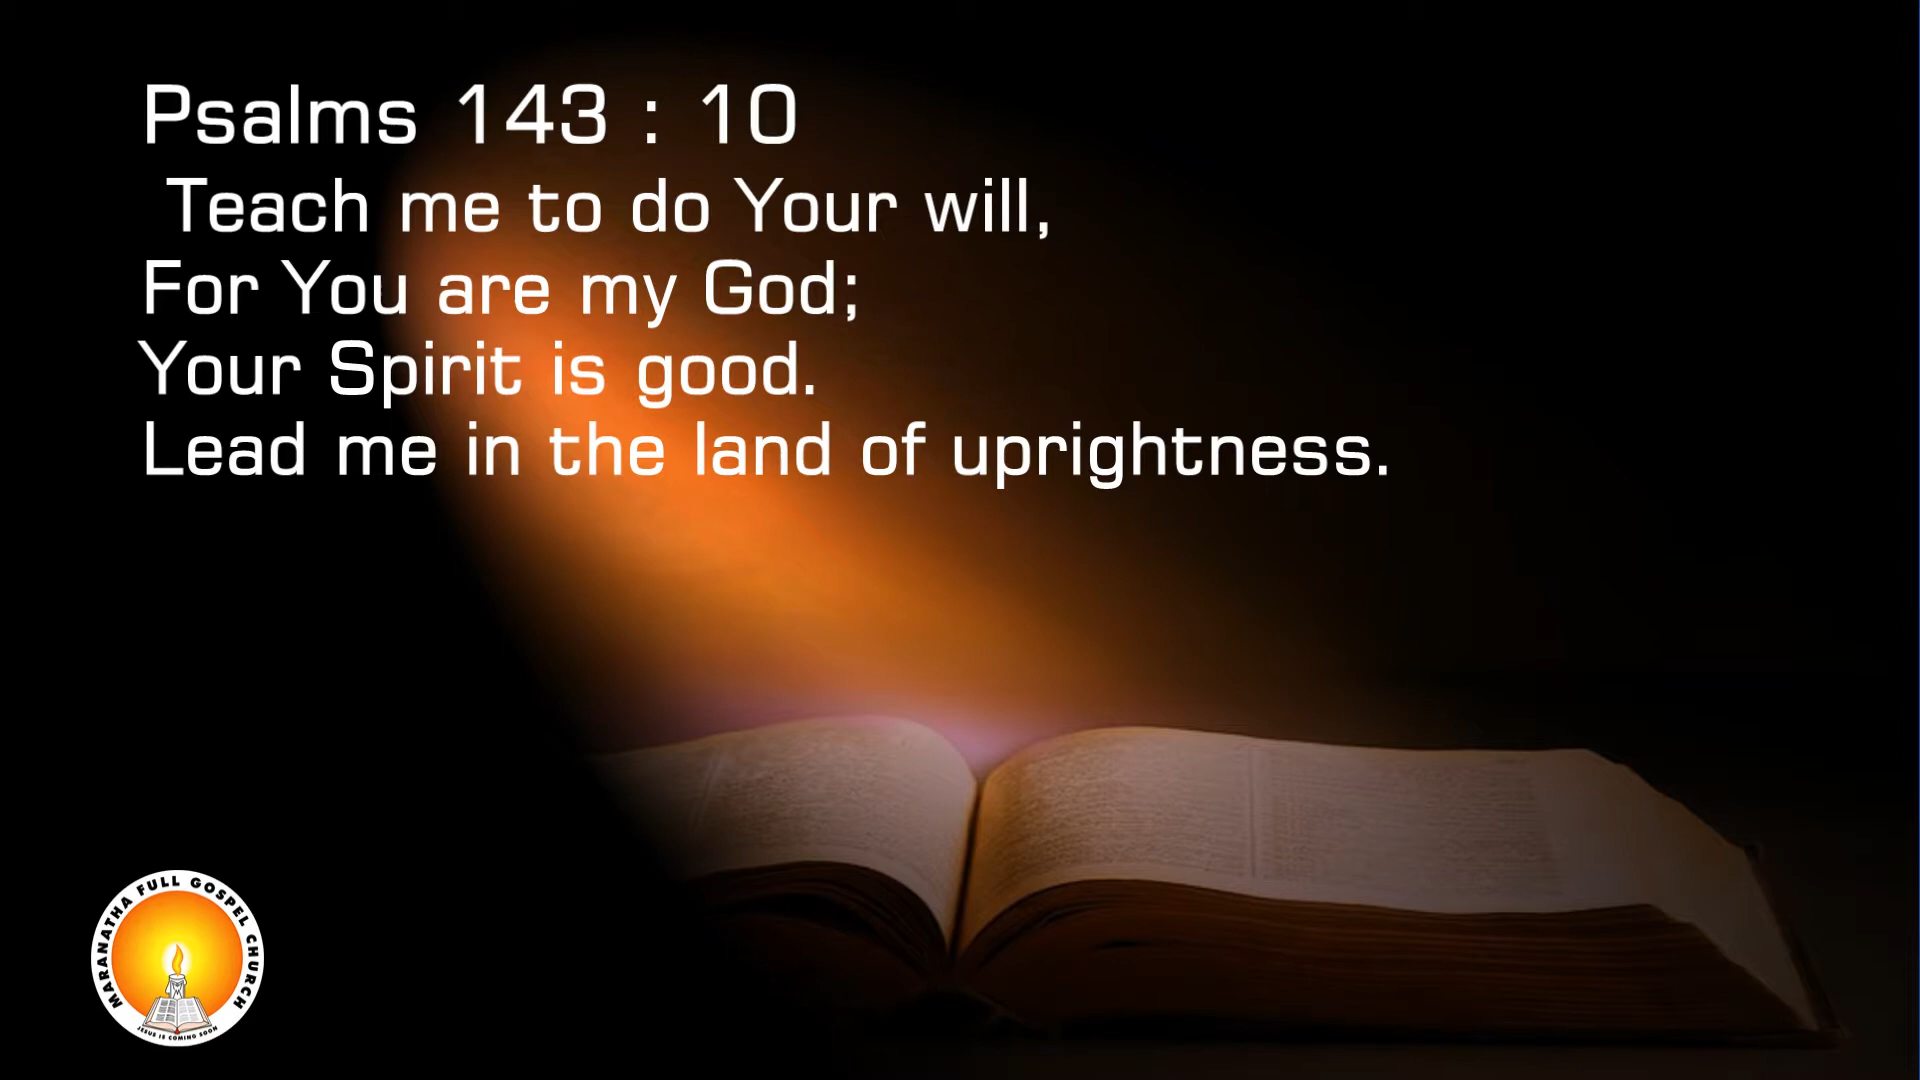 Psalms 143 : 10
Teach me to do Your will,
For You are my God;
Your Spirit is good.
Lead me in the land of uprightness.
MARANATHA FULL GOSPEL CHURCH
JESUS IS COMING SOON